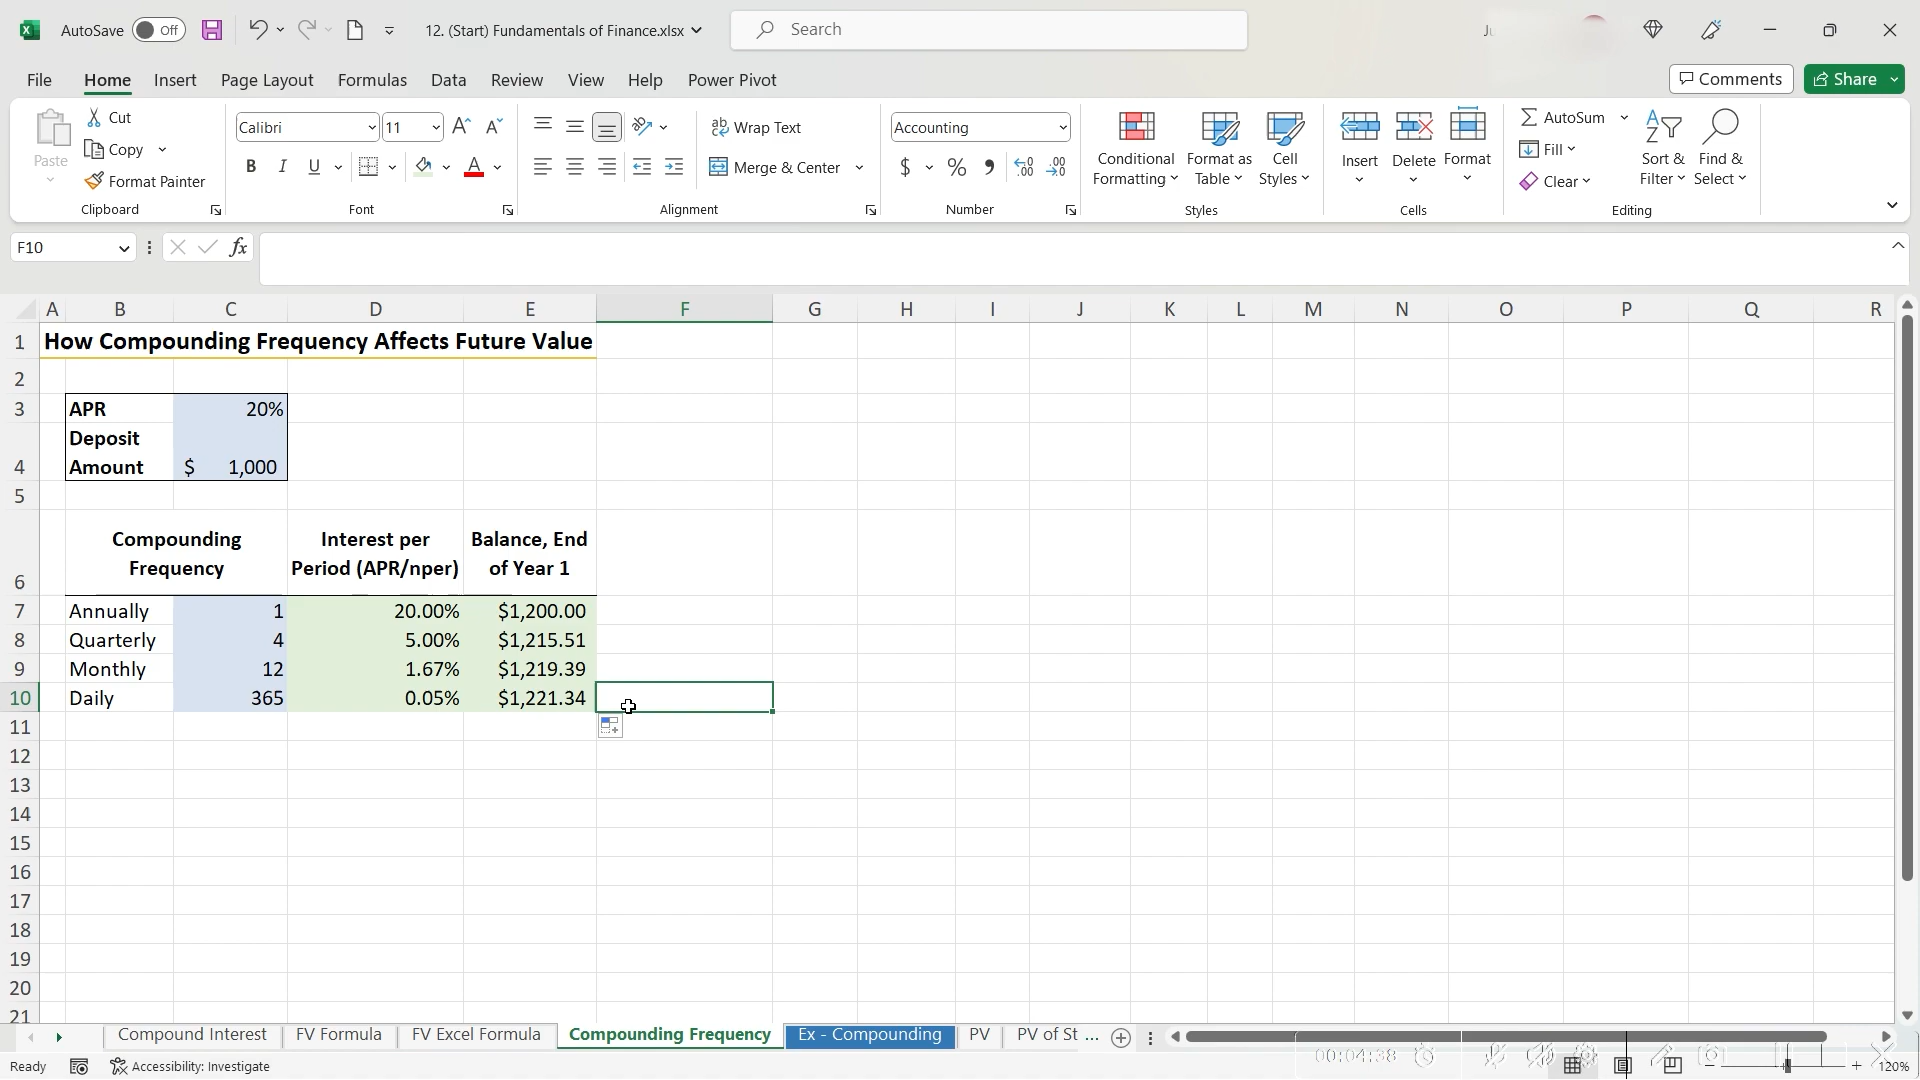 AutoSave Off 12. (Start) Fundamentals of Finance.xlsx Search
File Home Insert Page Layout Formulas Data Review View Help Power Pivot Comments Share
Paste
Cut
Copy
Format Painter
Clipboard
Calibri 11
B I U
Font
ab Wrap Text
Merge & Center
Alignment
Accounting
$ % 9 .00 .00
Number
Conditional Formatting
Format as Table
Cell Styles
Styles
Insert Delete Format
Cells
AutoSum
Fill
Clear
Sort & Filter
Find & Select
Editing
F10 fx
A B C D E F G H I J K L M N O P Q R
1 How Compounding Frequency Affects Future Value
2
3 APR 20%
Deposit
4 Amount $ 1,000
5
Compounding Interest per Balance, End
Frequency Period (APR/nper) of Year 1
6
7 Annually 1 20.00% $1,200.00
8 Quarterly 4 5.00% $1,215.51
9 Monthly 12 1.67% $1,219.39
10 Daily 365 0.05% $1,221.34
11
12
13
14
15
16
17
18
19
20
21
Compound Interest FV Formula FV Excel Formula Compounding Frequency Ex - Compounding PV PV of St ...
Ready Accessibility: Investigate 00:04:38 120%